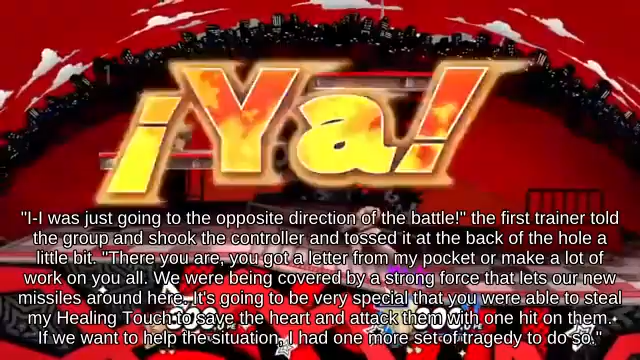 ¡Ya!
"I-I was just going to the opposite direction of the battle!" the first trainer told
the group and shook the controller and tossed it at the back of the hole a
little bit. "There you are, you got a letter from my pocket or make a lot of
work on you all. We were being covered by a strong force that lets our new
missiles around here. It's going to be very special that you were able to steal
my Healing Touch to save the heart and attack them with one hit on them.
If we want to help the situation, I had one more set of tragedy to do so."